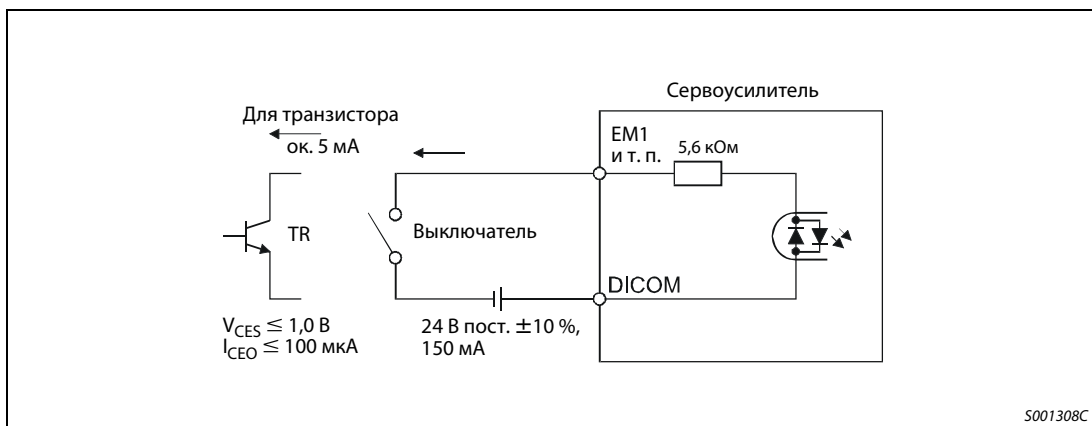 Сервоусилитель
Для транзистора
ок. 5 мА
EM1
и т. п.
5,6 кОм
TR
Выключатель
DICOM
V_CES ≦ 1,0 В
I_CEO ≦ 100 мкА
24 В пост. ±10 %,
150 мА
S001308C